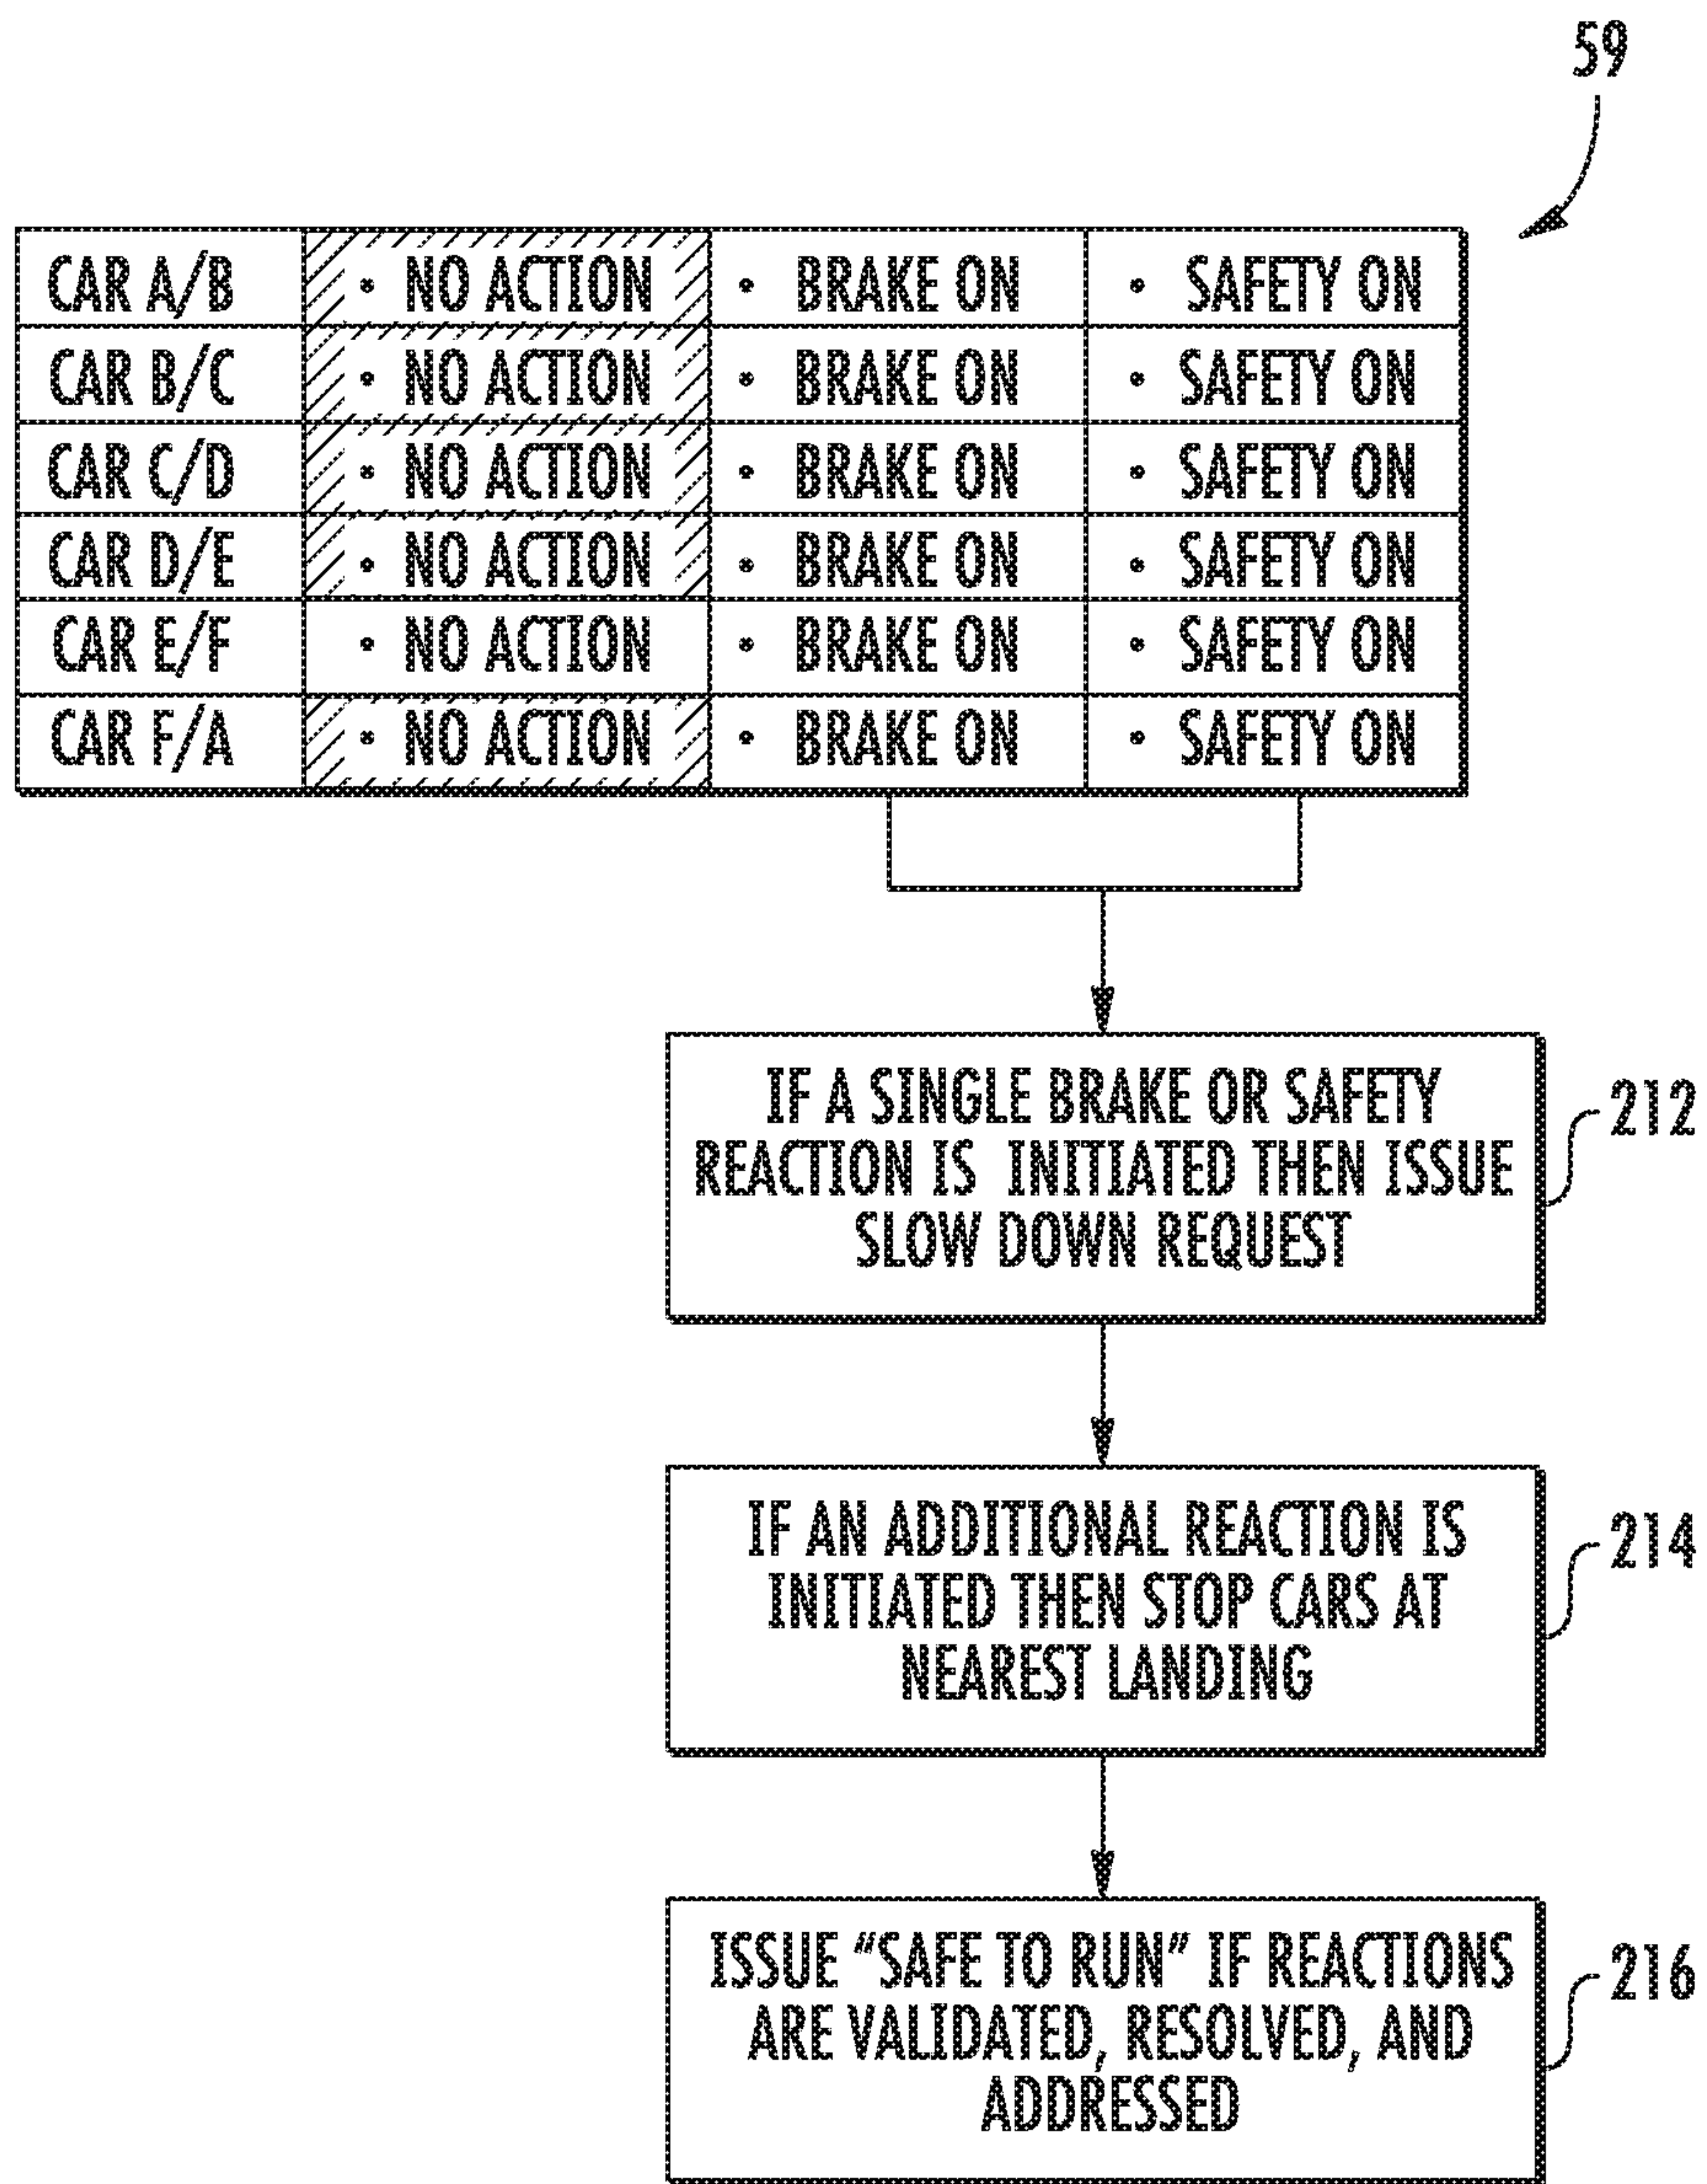 59
CAR A/B • NO ACTION • BRAKE ON • SAFETY ON
CAR B/C • NO ACTION • BRAKE ON • SAFETY ON
CAR C/D • NO ACTION • BRAKE ON • SAFETY ON
CAR D/E • NO ACTION • BRAKE ON • SAFETY ON
CAR E/F • NO ACTION • BRAKE ON • SAFETY ON
CAR F/A • NO ACTION • BRAKE ON • SAFETY ON
IF A SINGLE BRAKE OR SAFETY
REACTION IS INITIATED THEN ISSUE
SLOW DOWN REQUEST
212
IF AN ADDITIONAL REACTION IS
INITIATED THEN STOP CARS AT
NEAREST LANDING
214
ISSUE “SAFE TO RUN” IF REACTIONS
ARE VALIDATED, RESOLVED, AND
ADDRESSED
216